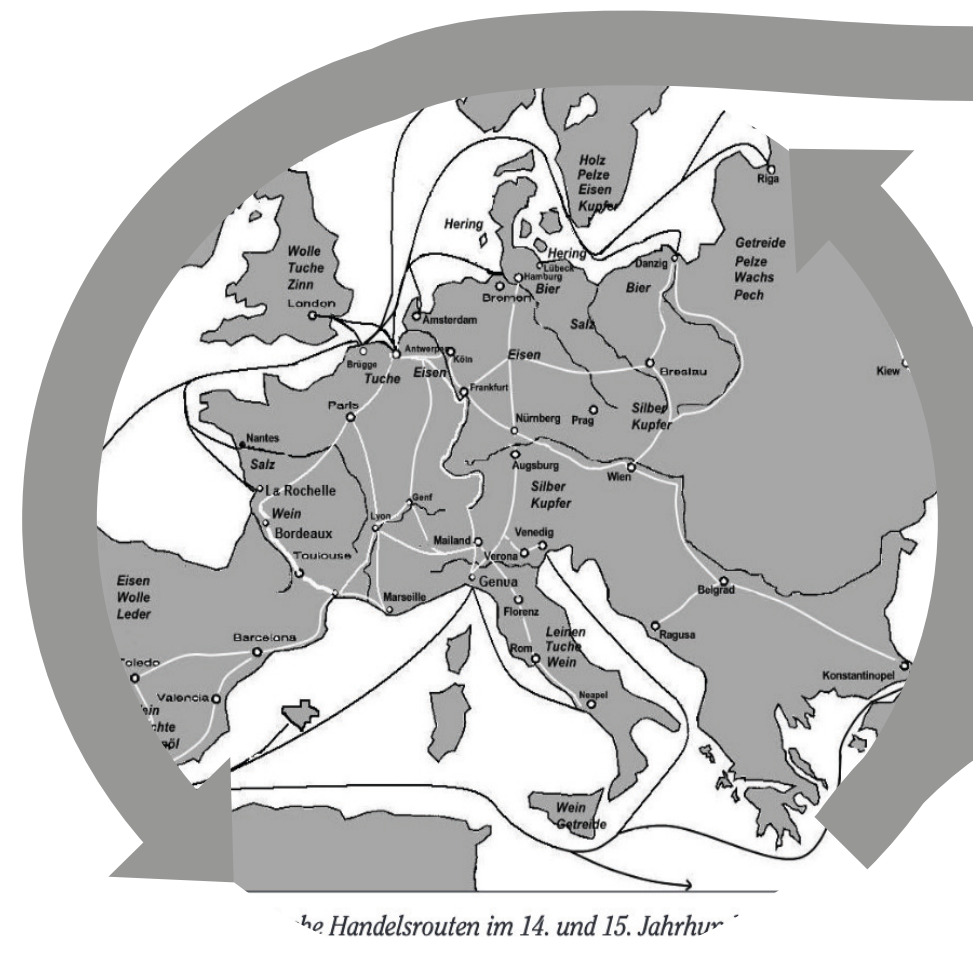 Holz
Pelze
Eisen
Kupfer
Riga
Hering
Wolle
Tuche
Zinn
London
Hering
Lübeck
Hamburg
Bier
Bremen
Danzig
Bier
Getreide
Pelze
Wachs
Pech
Amsterdam
Salz
Antwerpen
Brügge
Köln
Tuche
Eisen
Eisen
Frankfurt
Breslau
Kiew
Paris
Nürnberg
Prag
Silber
Kupfer
Nantes
Salz
Augsburg
Wien
La Rochelle
Silber
Kupfer
Genf
Wein
Lyon
Bordeaux
Toulouse
Mailand
Venedig
Verona
Eisen
Wolle
Leder
Genua
Marseille
Florenz
Belgrad
Barcelona
Leinen
Tuche
Wein
Ragusa
Rom
Toledo
Konstantinopel
Valencia
Neapel
Wein
Getreide
Handelsrouten im 14. und 15.